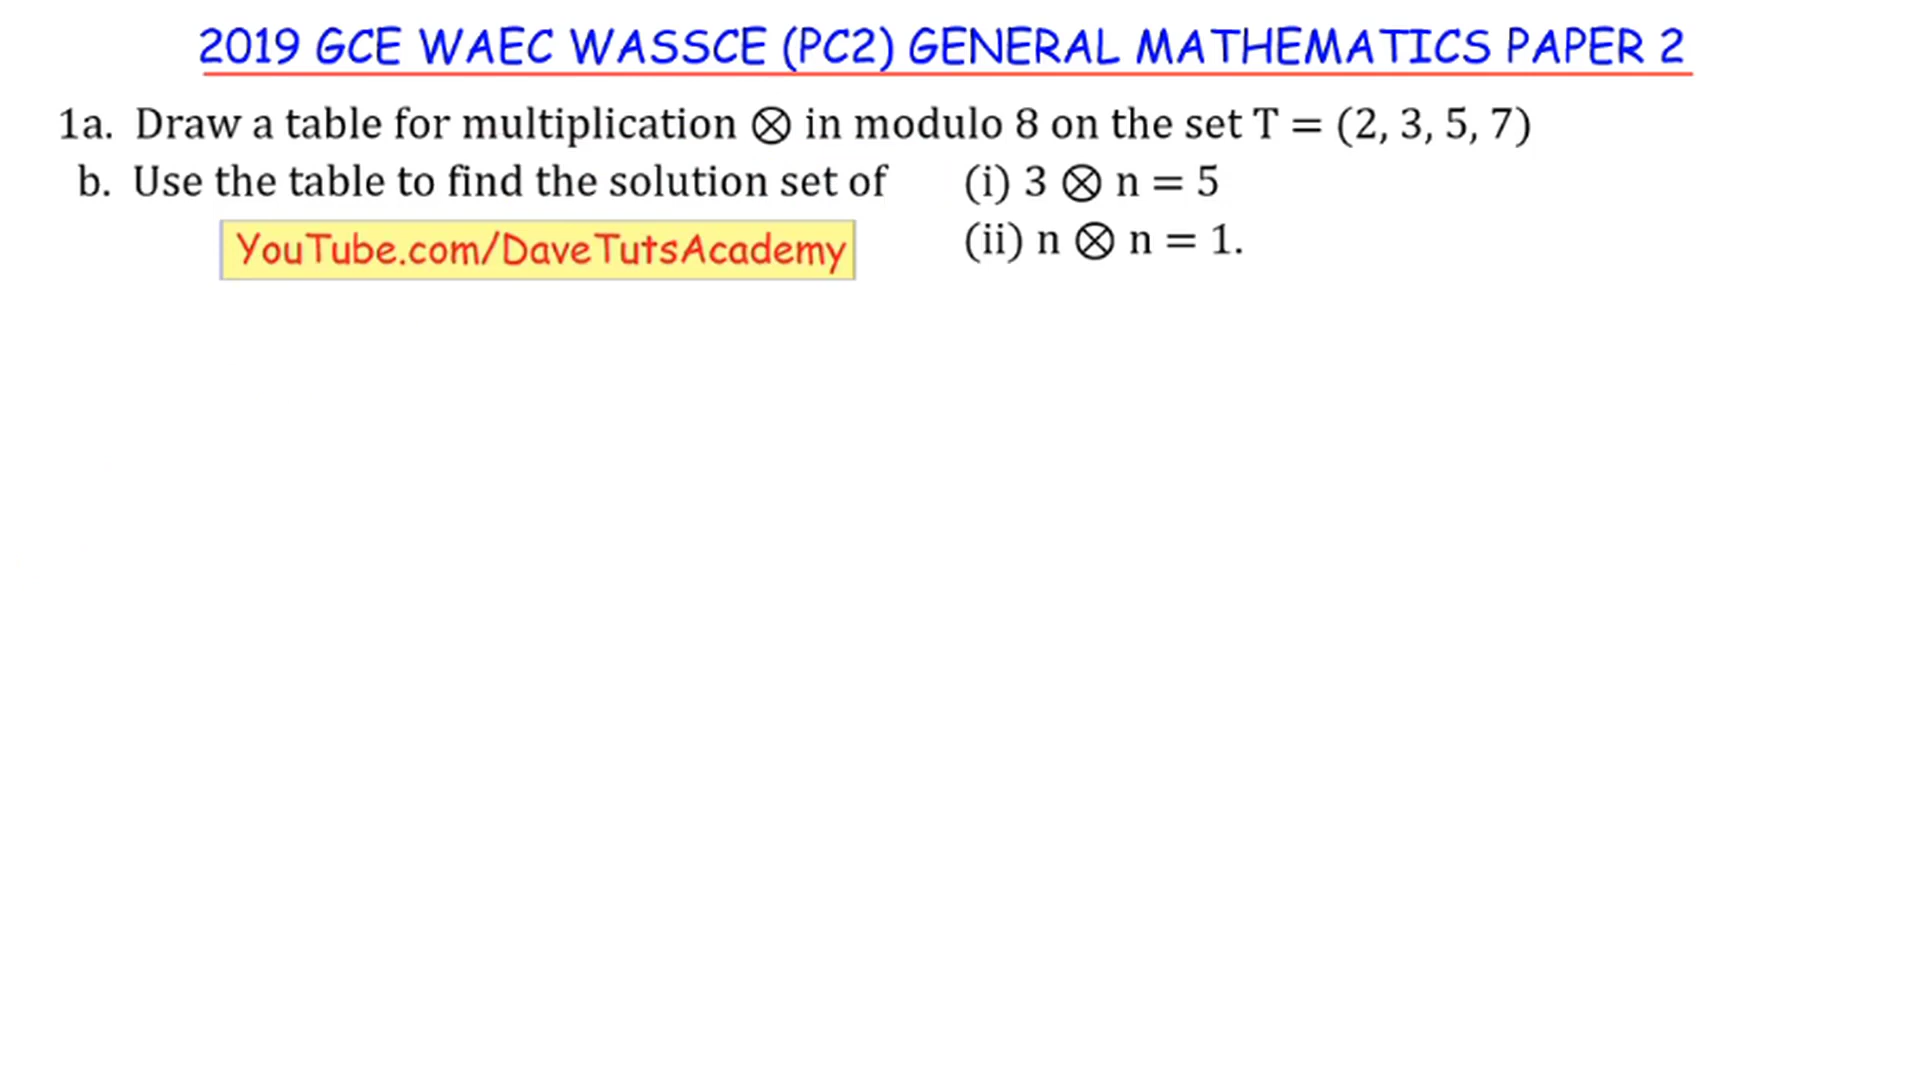 2019 GCE WAEC WASSCE (PC2) GENERAL MATHEMATICS PAPER 2
1a. Draw a table for multiplication ⊗ in modulo 8 on the set T = (2, 3, 5, 7)
b. Use the table to find the solution set of (i) 3 ⊗ n = 5
(ii) n ⊗ n = 1.
YouTube.com/DaveTutsAcademy